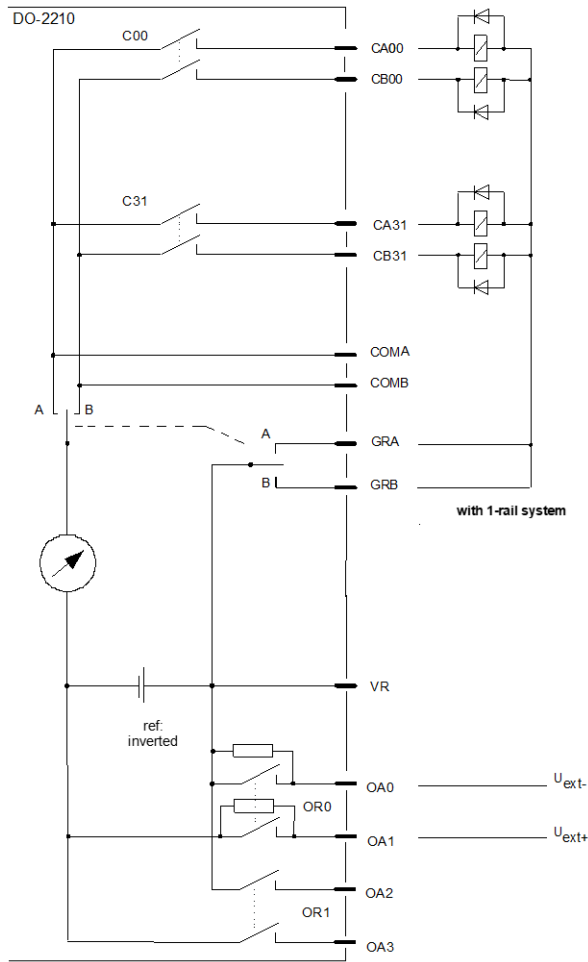 DO-2210
C00
CA00
CB00
C31
CA31
CB31
COMA
COMB
A B
A
GRA
B
GRB
with 1-rail system
VR
ref:
inverted
OA0
Uext-
OR0
OA1
Uext+
OA2
OR1
OA3